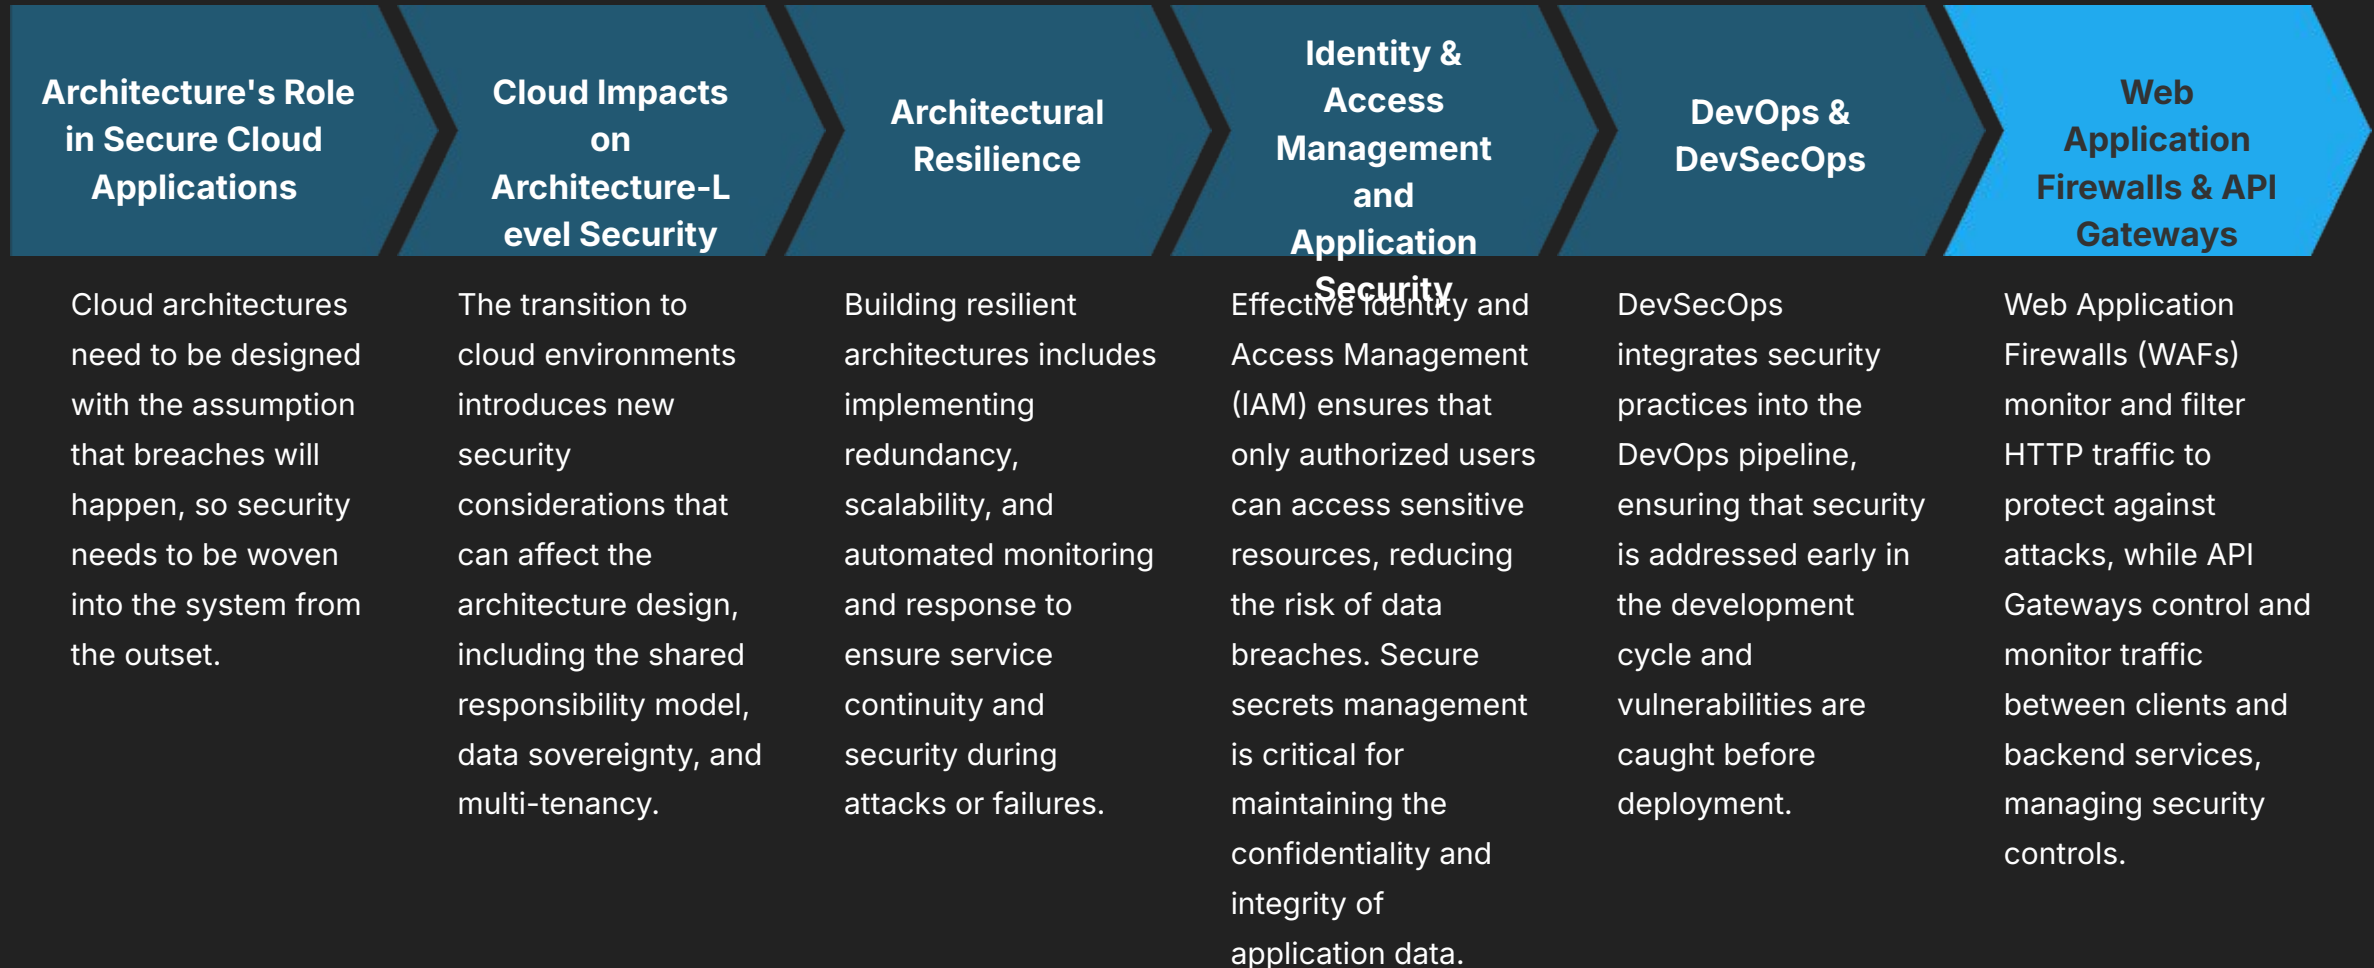 Architecture's Role
in Secure Cloud
Applications
Cloud architectures
need to be designed
with the assumption
that breaches will
happen, so security
needs to be woven
into the system from
the outset.
Cloud Impacts
on
Architecture-L
evel Security
The transition to
cloud environments
introduces new
security
considerations that
can affect the
architecture design,
including the shared
responsibility model,
data sovereignty, and
multi-tenancy.
Architectural
Resilience
Building resilient
architectures includes
implementing
redundancy,
scalability, and
automated monitoring
and response to
ensure service
continuity and
security during
attacks or failures.
Identity &
Access
Management
and
Application
Security
Effective Identity and
Access Management
(IAM) ensures that
only authorized users
can access sensitive
resources, reducing
the risk of data
breaches. Secure
secrets management
is critical for
maintaining the
confidentiality and
integrity of
application data.
DevOps &
DevSecOps
DevSecOps
integrates security
practices into the
DevOps pipeline,
ensuring that security
is addressed early in
the development
cycle and
vulnerabilities are
caught before
deployment.
Web
Application
Firewalls & API
Gateways
Web Application
Firewalls (WAFs)
monitor and filter
HTTP traffic to
protect against
attacks, while API
Gateways control and
monitor traffic
between clients and
backend services,
managing security
controls.